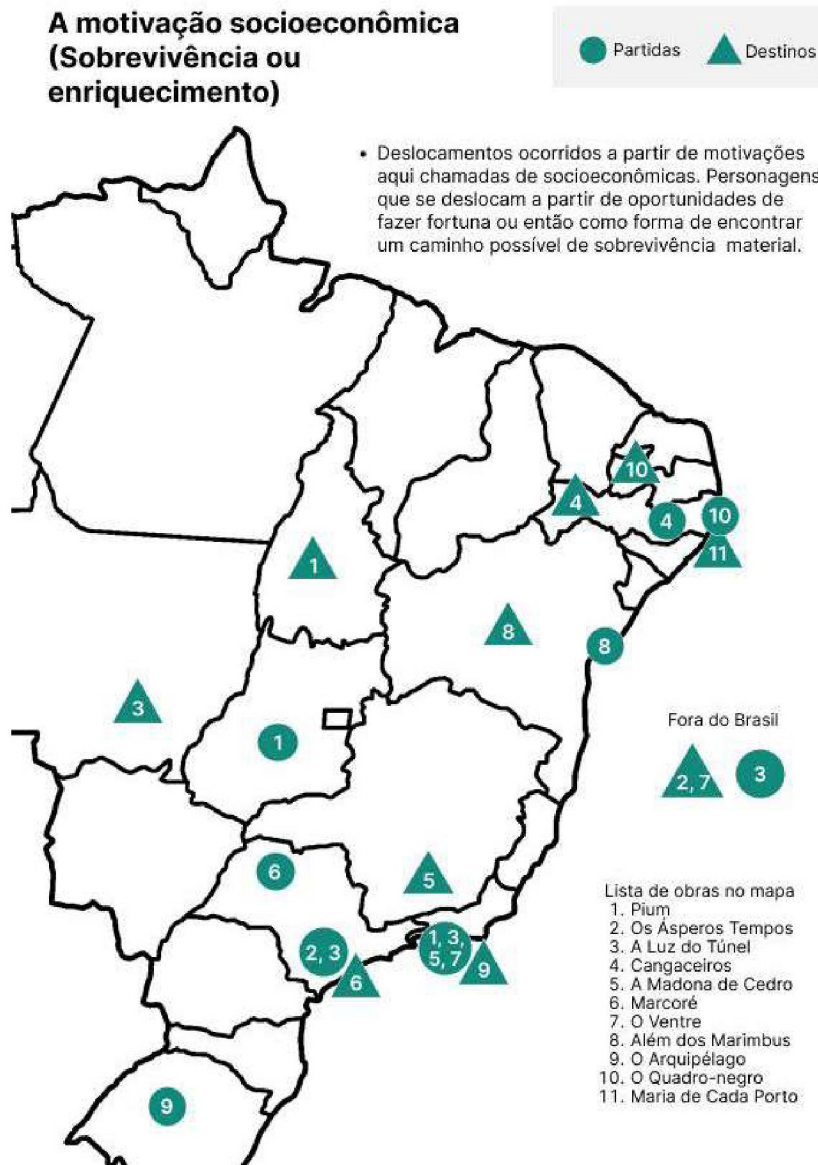 A motivação socioeconômica
(Sobrevivência ou
enriquecimento)
Partidas
Destinos
• Deslocamentos ocorridos a partir de motivações
aqui chamadas de socioeconômicas. Personagens
que se deslocam a partir de oportunidades de
fazer fortuna ou então como forma de encontrar
um caminho possível de sobrevivência material.
10
4
4
10
11
1
8
8
3
1
Fora do Brasil
2, 7
3
6
5
2, 3
6
1, 3,
5, 7
9
9
Lista de obras no mapa
1. Pium
2. Os Ásperos Tempos
3. A Luz do Túnel
4. Cangaceiros
5. A Madona de Cedro
6. Marcoré
7. O Ventre
8. Além dos Marimbus
9. O Arquipélago
10. O Quadro-negro
11. Maria de Cada Porto